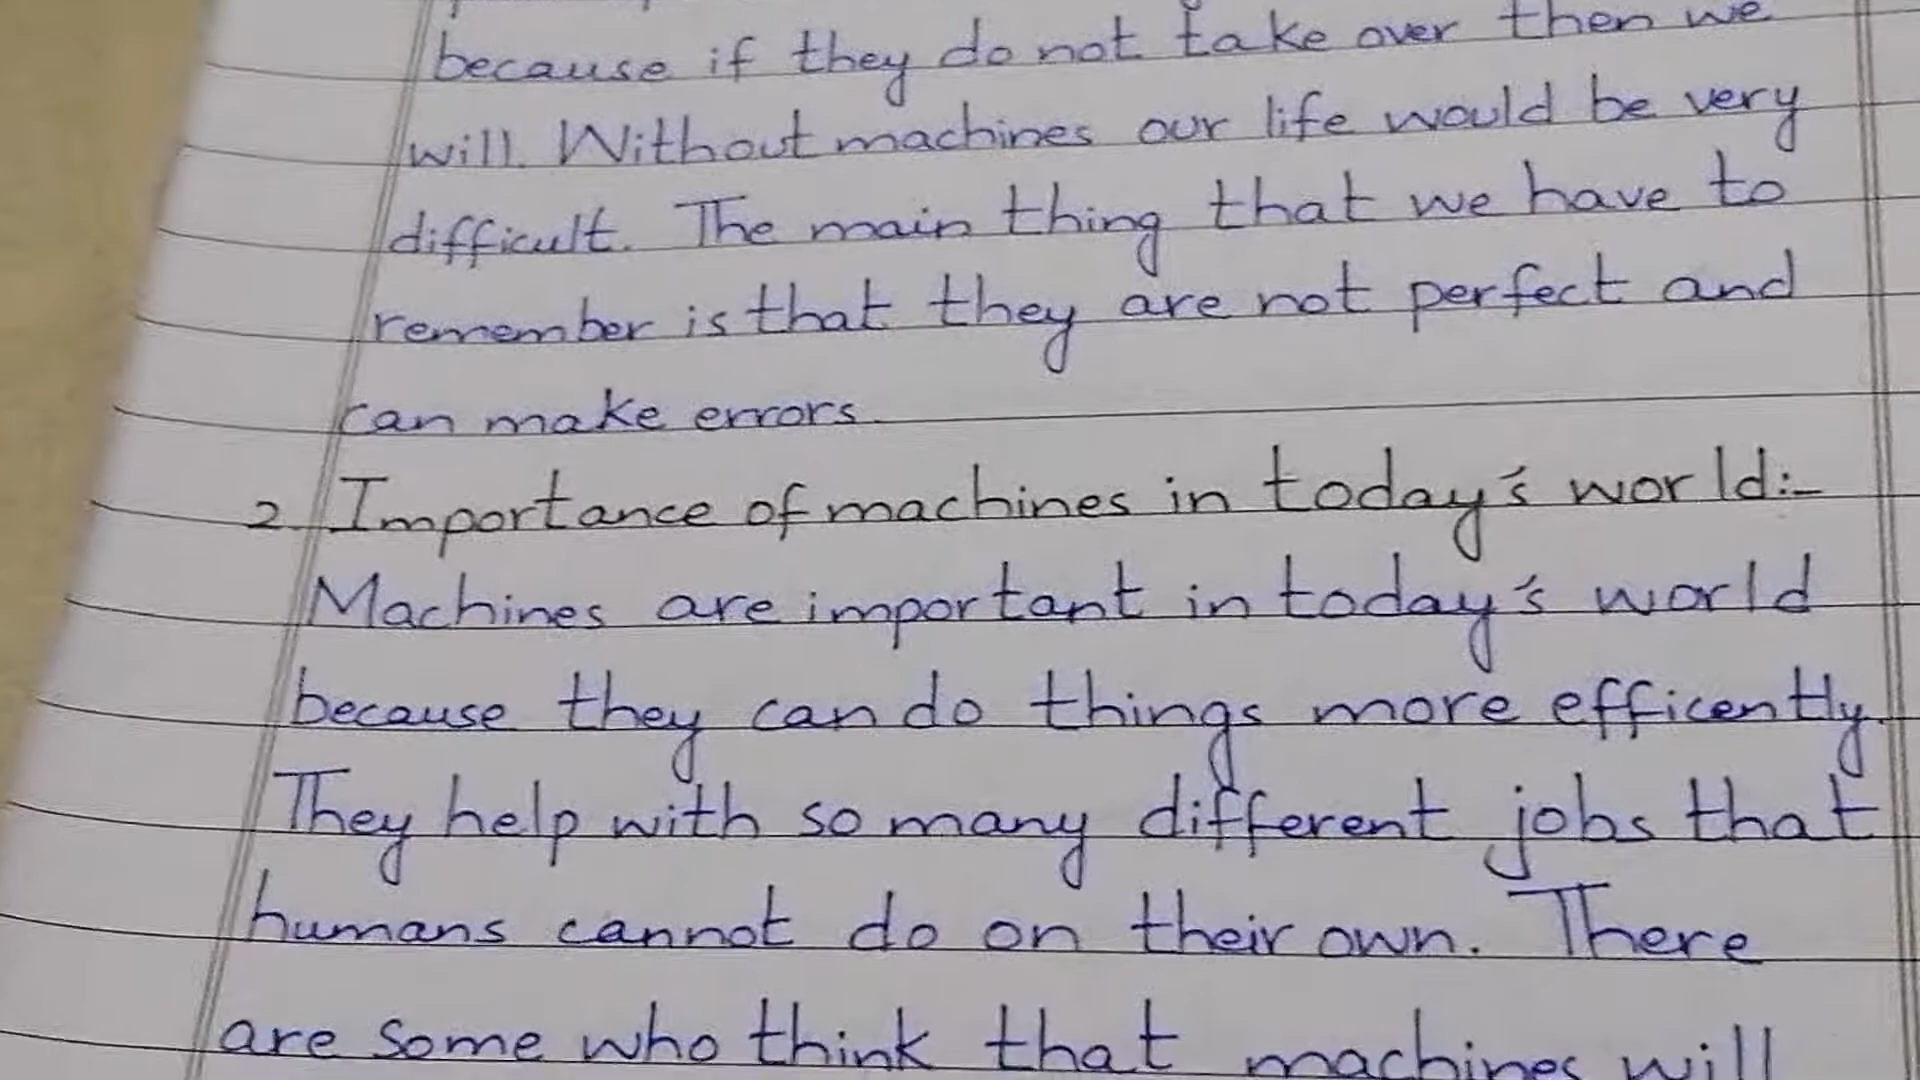 because if they do not take over then we
will. Without machines our life would be very
difficult. The main thing that we have to
remember is that they are not perfect and
can make errors.
2. Importance of machines in today's world:-
Machines are important in today's world
because they can do things more efficently.
They help with so many different jobs that
humans cannot do on their own. There
are some who think that machines will